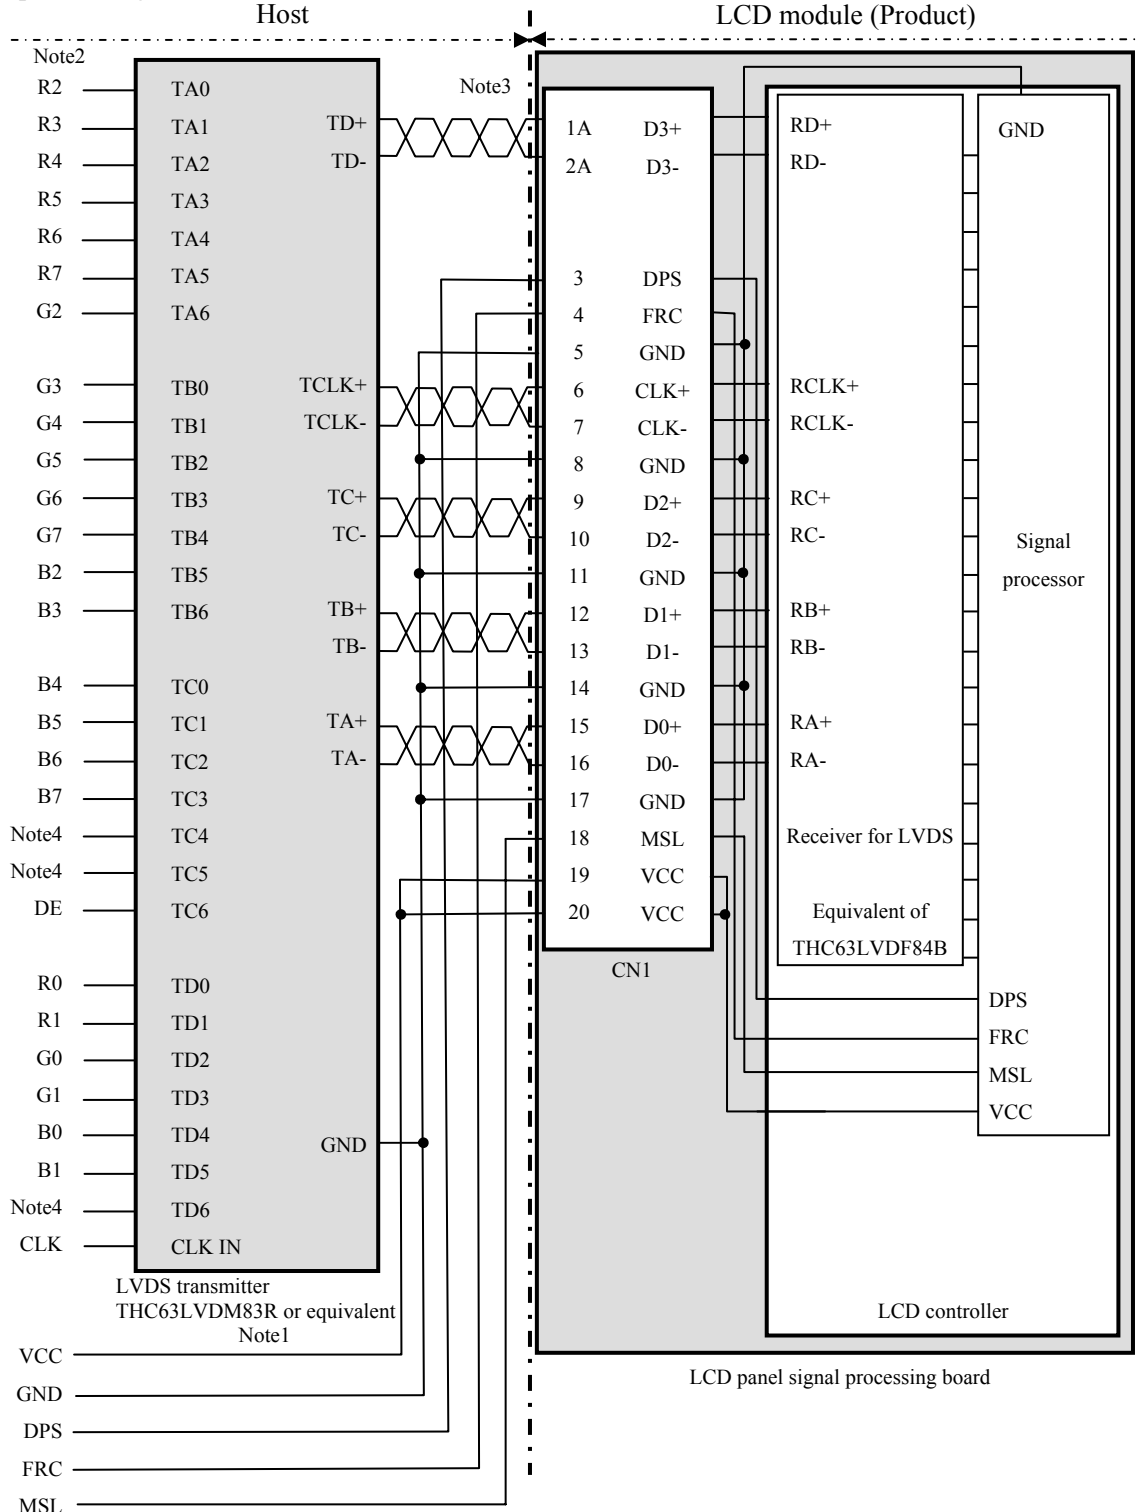 Host
LCD module (Product)
Note2
Note3
R2 TA0
R3 TA1 TD+ 1A D3+ RD+ GND
R4 TA2 TD- 2A D3- RD-
R5 TA3
R6 TA4
R7 TA5 3 DPS
G2 TA6 4 FRC
5 GND
G3 TB0 TCLK+ 6 CLK+ RCLK+
G4 TB1 TCLK- 7 CLK- RCLK-
G5 TB2 8 GND
G6 TB3 TC+ 9 D2+ RC+
G7 TB4 TC- 10 D2- RC- Signal
B2 TB5 11 GND processor
B3 TB6 TB+ 12 D1+ RB+
TB- 13 D1- RB-
B4 TC0 14 GND
B5 TC1 TA+ 15 D0+ RA+
B6 TC2 TA- 16 D0- RA-
B7 TC3 17 GND
Note4 TC4 18 MSL Receiver for LVDS
Note4 TC5 19 VCC
DE TC6 20 VCC Equivalent of
THC63LVDF84B
CN1
R0 TD0 DPS
R1 TD1 FRC
G0 TD2 MSL
G1 TD3 VCC
B0 TD4 GND
B1 TD5
Note4 TD6
CLK CLK IN
LVDS transmitter
THC63LVDM83R or equivalent
Note1
LCD controller
VCC
LCD panel signal processing board
GND
DPS
FRC
MSL